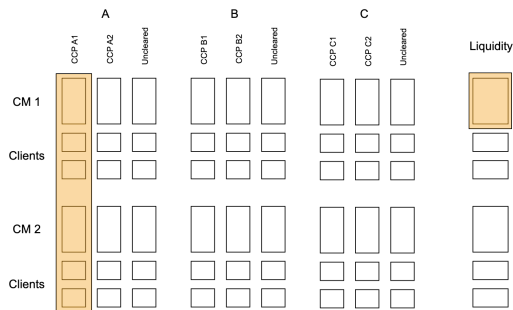 A B C
CCP A1 CCP A2 Uncleared CCP B1 CCP B2 Uncleared CCP C1 CCP C2 Uncleared
Liquidity
CM 1
Clients
CM 2
Clients